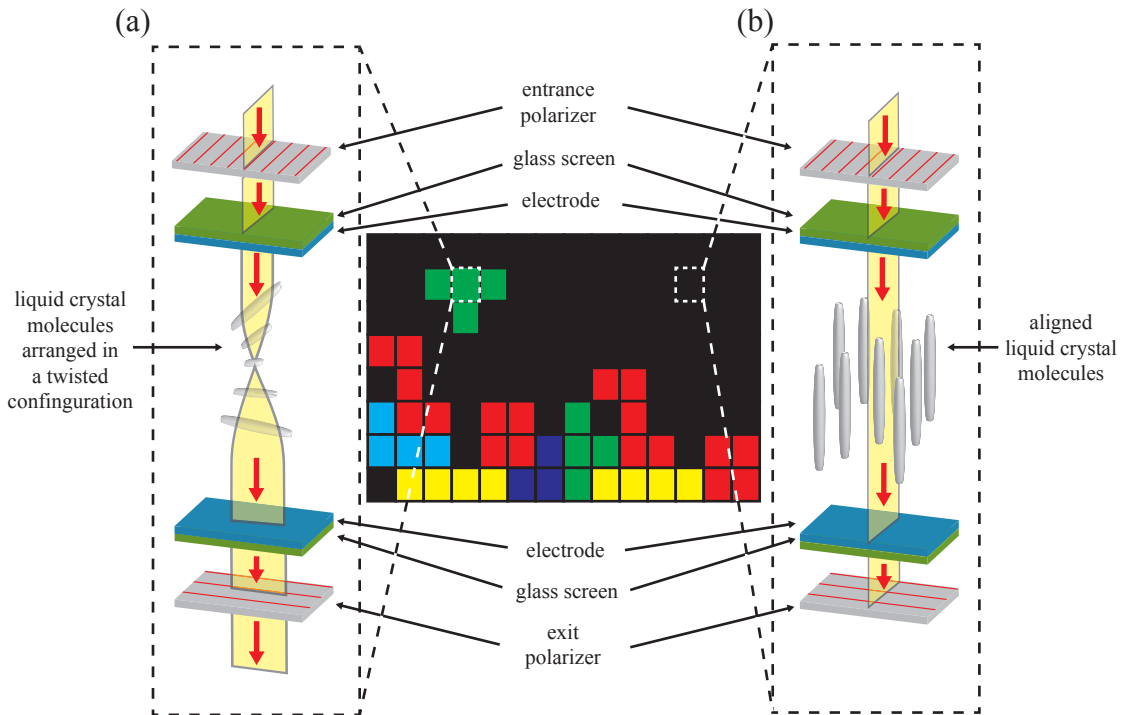 (a)
(b)
entrance
polarizer
glass screen
electrode
liquid crystal
molecules
arranged in
a twisted
confinguration
aligned
liquid crystal
molecules
electrode
glass screen
exit
polarizer